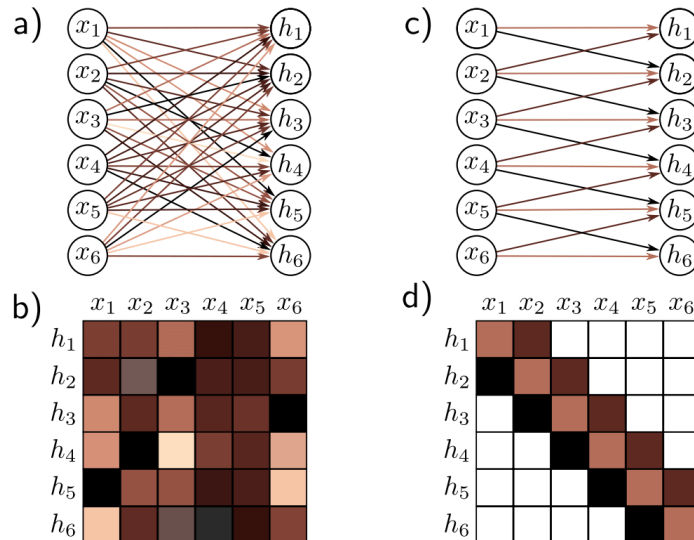 a)
x1 h1
x2 h2
x3 h3
x4 h4
x5 h5
x6 h6
c)
x1 h1
x2 h2
x3 h3
x4 h4
x5 h5
x6 h6
b)
x1 x2 x3 x4 x5 x6
h1
h2
h3
h4
h5
h6
d)
x1 x2 x3 x4 x5 x6
h1
h2
h3
h4
h5
h6